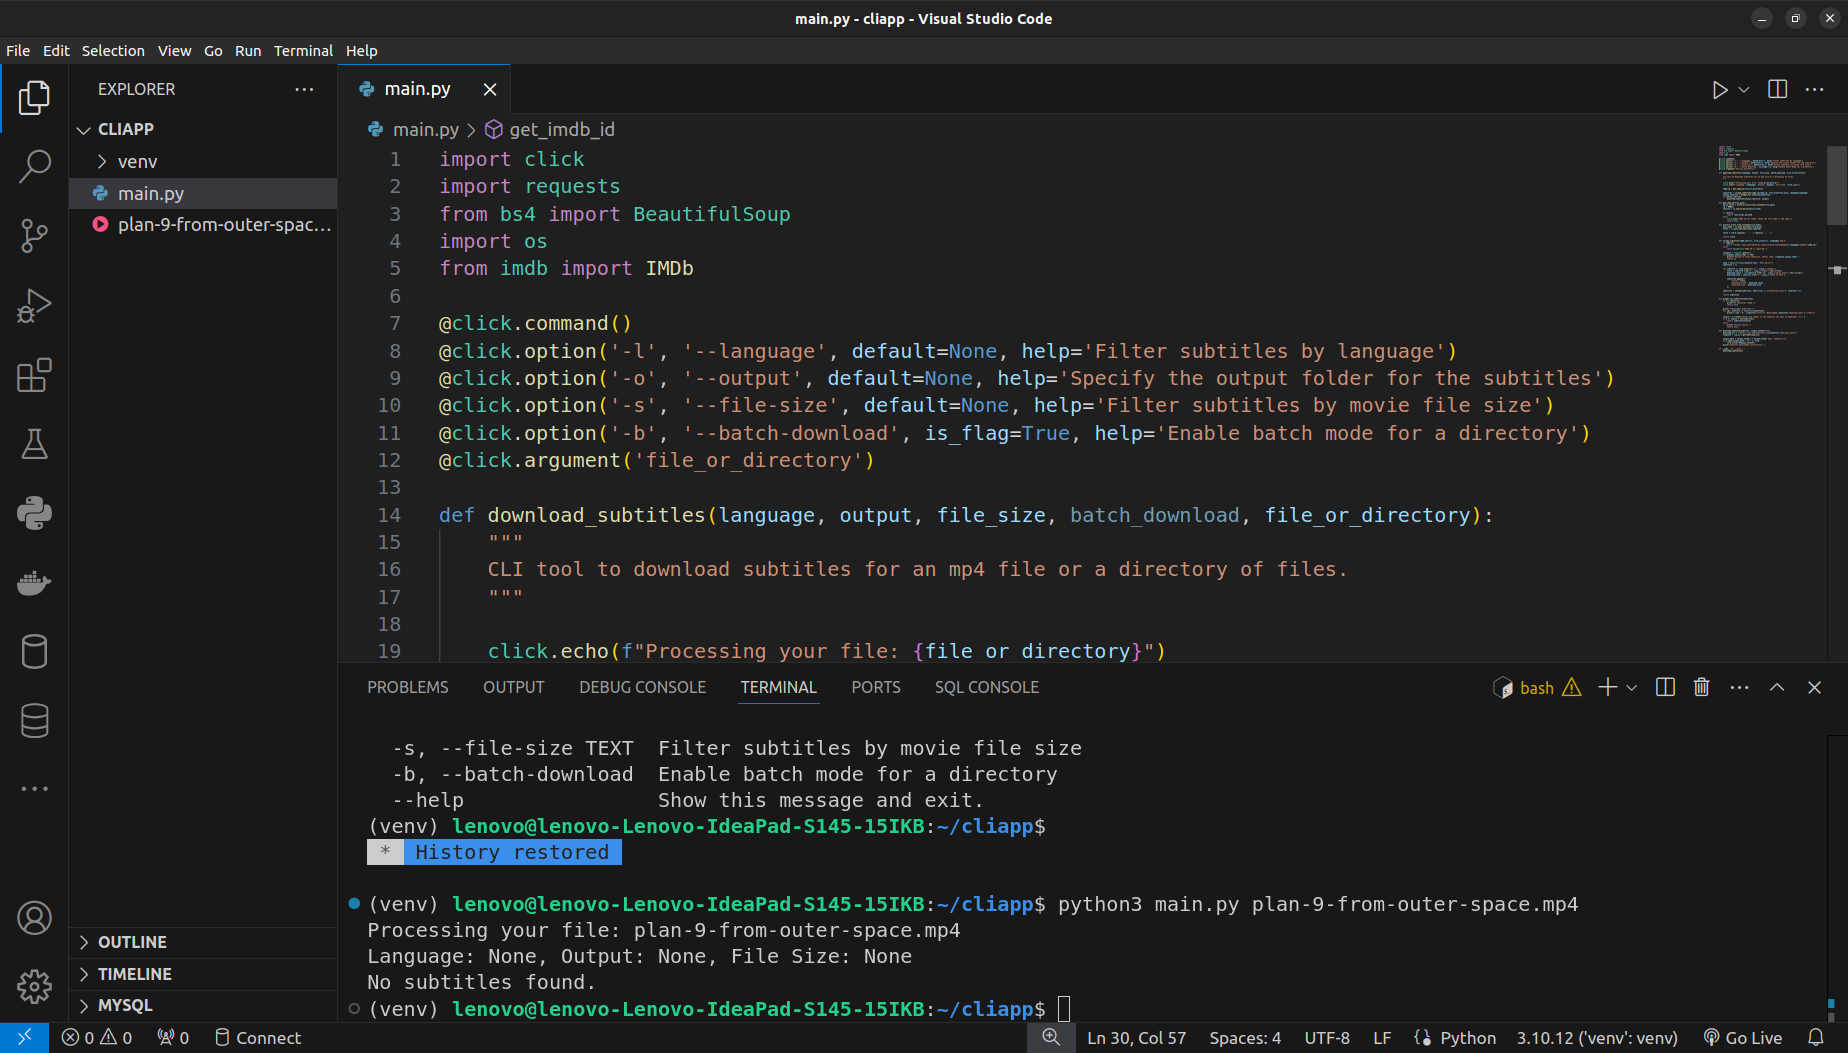 main.py - cliapp - Visual Studio Code
File Edit Selection View Go Run Terminal Help
EXPLORER
CLIAPP
venv
main.py
plan-9-from-outer-spac...
OUTLINE
TIMELINE
MYSQL
main.py
main.py > get_imdb_id
1 import click
2 import requests
3 from bs4 import BeautifulSoup
4 import os
5 from imdb import IMDb
6
7 @click.command()
8 @click.option('-l', '--language', default=None, help='Filter subtitles by language')
9 @click.option('-o', '--output', default=None, help='Specify the output folder for the subtitles')
10 @click.option('-s', '--file-size', default=None, help='Filter subtitles by movie file size')
11 @click.option('-b', '--batch-download', is_flag=True, help='Enable batch mode for a directory')
12 @click.argument('file_or_directory')
13
14 def download_subtitles(language, output, file_size, batch_download, file_or_directory):
15 """
16 CLI tool to download subtitles for an mp4 file or a directory of files.
17 """
18
19 click.echo(f"Processing your file: {file_or_directory}")
PROBLEMS OUTPUT DEBUG CONSOLE TERMINAL PORTS SQL CONSOLE
bash
-s, --file-size TEXT  Filter subtitles by movie file size
-b, --batch-download  Enable batch mode for a directory
--help                Show this message and exit.
(venv) lenovo@lenovo-Lenovo-IdeaPad-S145-15IKB:~/cliapp$
* History restored
(venv) lenovo@lenovo-Lenovo-IdeaPad-S145-15IKB:~/cliapp$ python3 main.py plan-9-from-outer-space.mp4
Processing your file: plan-9-from-outer-space.mp4
Language: None, Output: None, File Size: None
No subtitles found.
(venv) lenovo@lenovo-Lenovo-IdeaPad-S145-15IKB:~/cliapp$
0 0 0 Connect Ln 30, Col 57 Spaces: 4 UTF-8 LF Python 3.10.12 ('venv': venv) Go Live